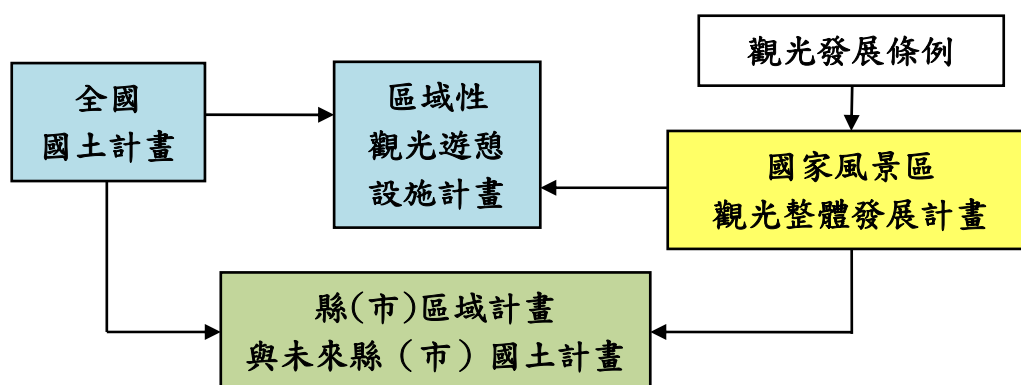 觀光發展條例
全國
國土計畫
區域性
觀光遊憩
設施計畫
國家風景區
觀光整體發展計畫
縣(市)區域計畫
與未來縣（市）國土計畫